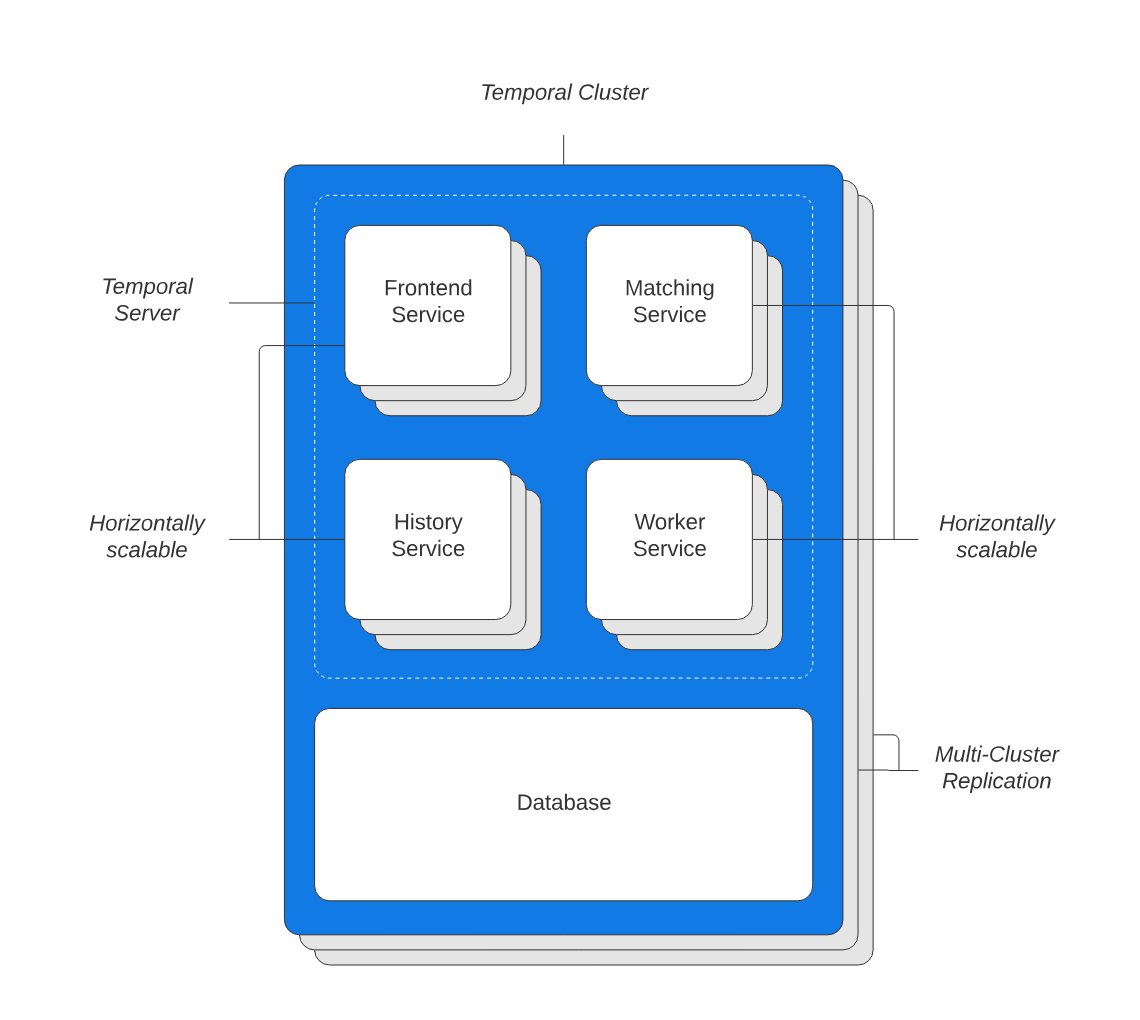 Temporal Cluster
Temporal
Server
Frontend
Service
Matching
Service
Horizontally
scalable
History
Service
Worker
Service
Horizontally
scalable
Multi-Cluster
Replication
Database